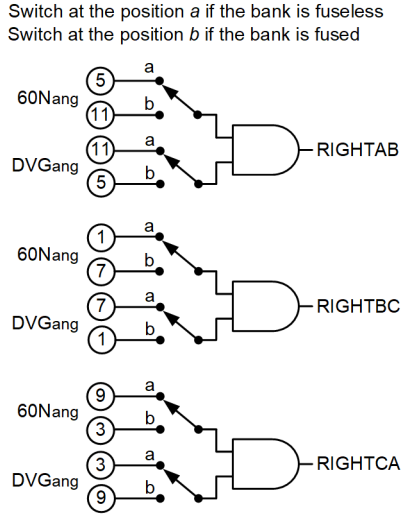 Switch at the position a if the bank is fuseless
Switch at the position b if the bank is fused
a
5
60Nang
b
11
a
11
RIGHTAB
DVGang
b
5
a
1
60Nang
b
7
a
7
RIGHTBC
DVGang
b
1
a
9
60Nang
b
3
a
3
RIGHTCA
DVGang
b
9